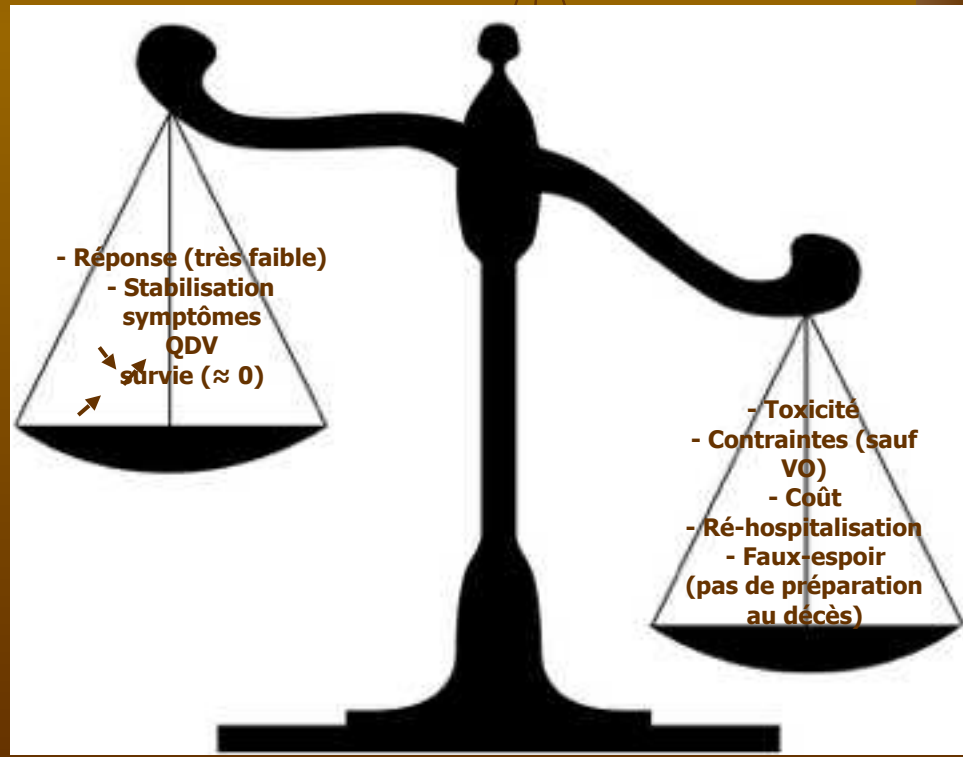 - Réponse (très faible)
- Stabilisation
symptômes
QDV
survie (≈ 0)
- Toxicité
- Contraintes (sauf
VO)
- Coût
- Ré-hospitalisation
- Faux-espoir
(pas de préparation
au décès)